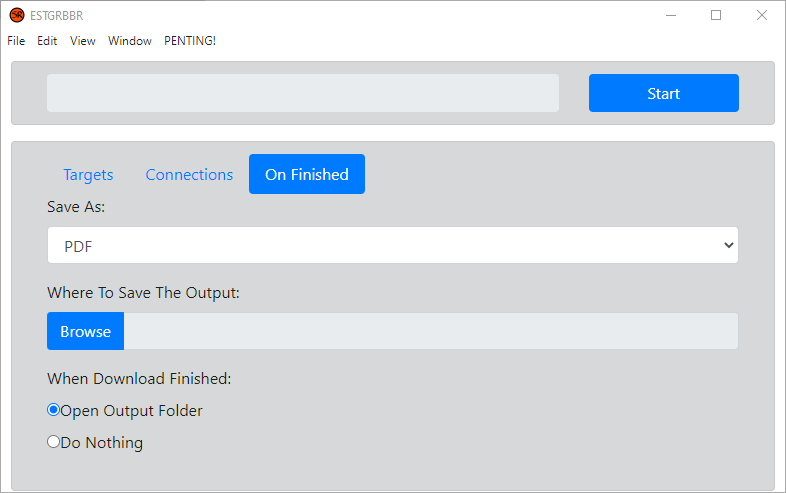 ESTGRBBR
File Edit View Window PENTING!
Start
Targets Connections On Finished
Save As:
PDF
Where To Save The Output:
Browse
When Download Finished:
Open Output Folder
Do Nothing